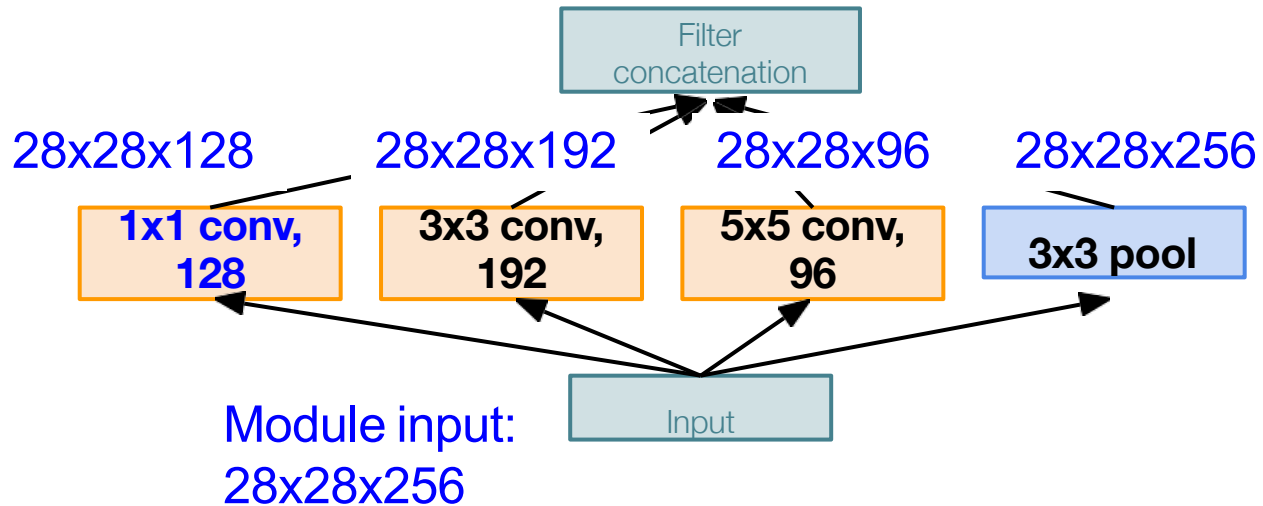 Filter
concatenation
28x28x128 28x28x192 28x28x96 28x28x256
1x1 conv,
128
3x3 conv,
192
5x5 conv,
96
3x3 pool
Input
Module input:
28x28x256